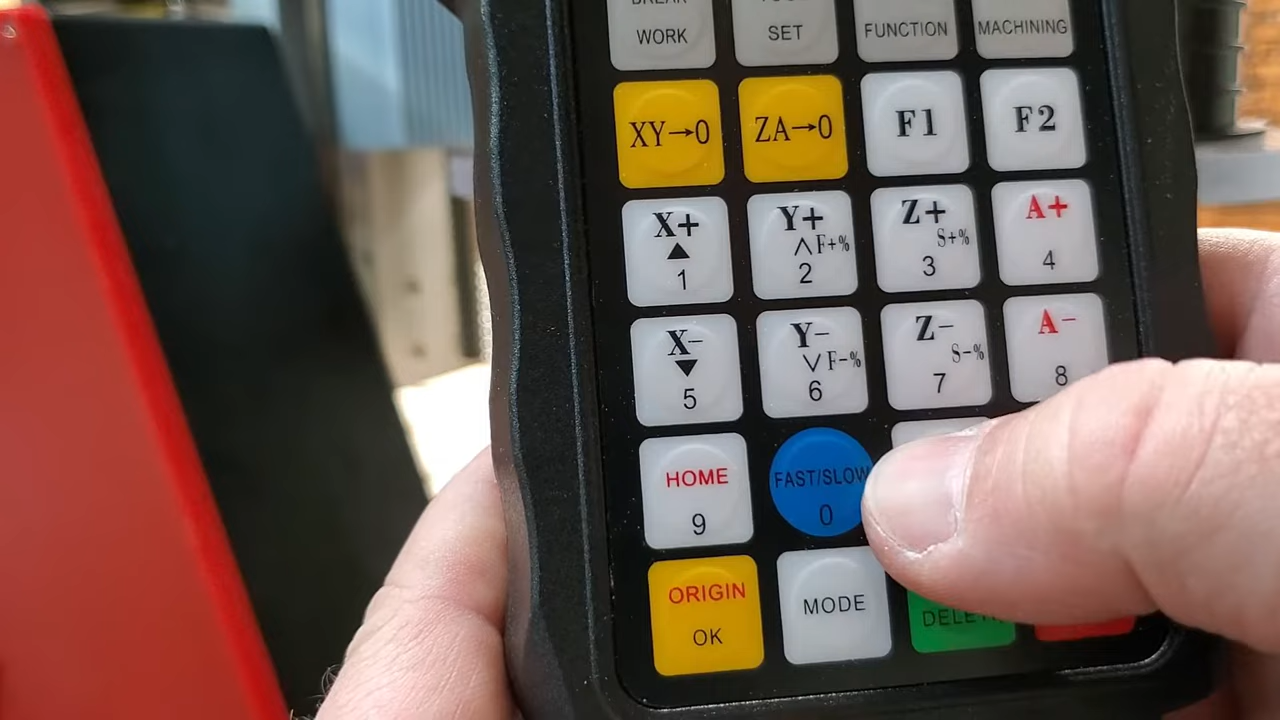 WORK
SET
FUNCTION
MACHINING
XY→0
ZA→0
F1
F2
X+
▲
1
Y+
∧F+%
2
Z+
S+%
3
A+
4
X-
▼
5
Y-
∨F-%
6
Z-
S-%
7
A-
8
HOME
9
FAST/SLOW
0
ORIGIN
OK
MODE